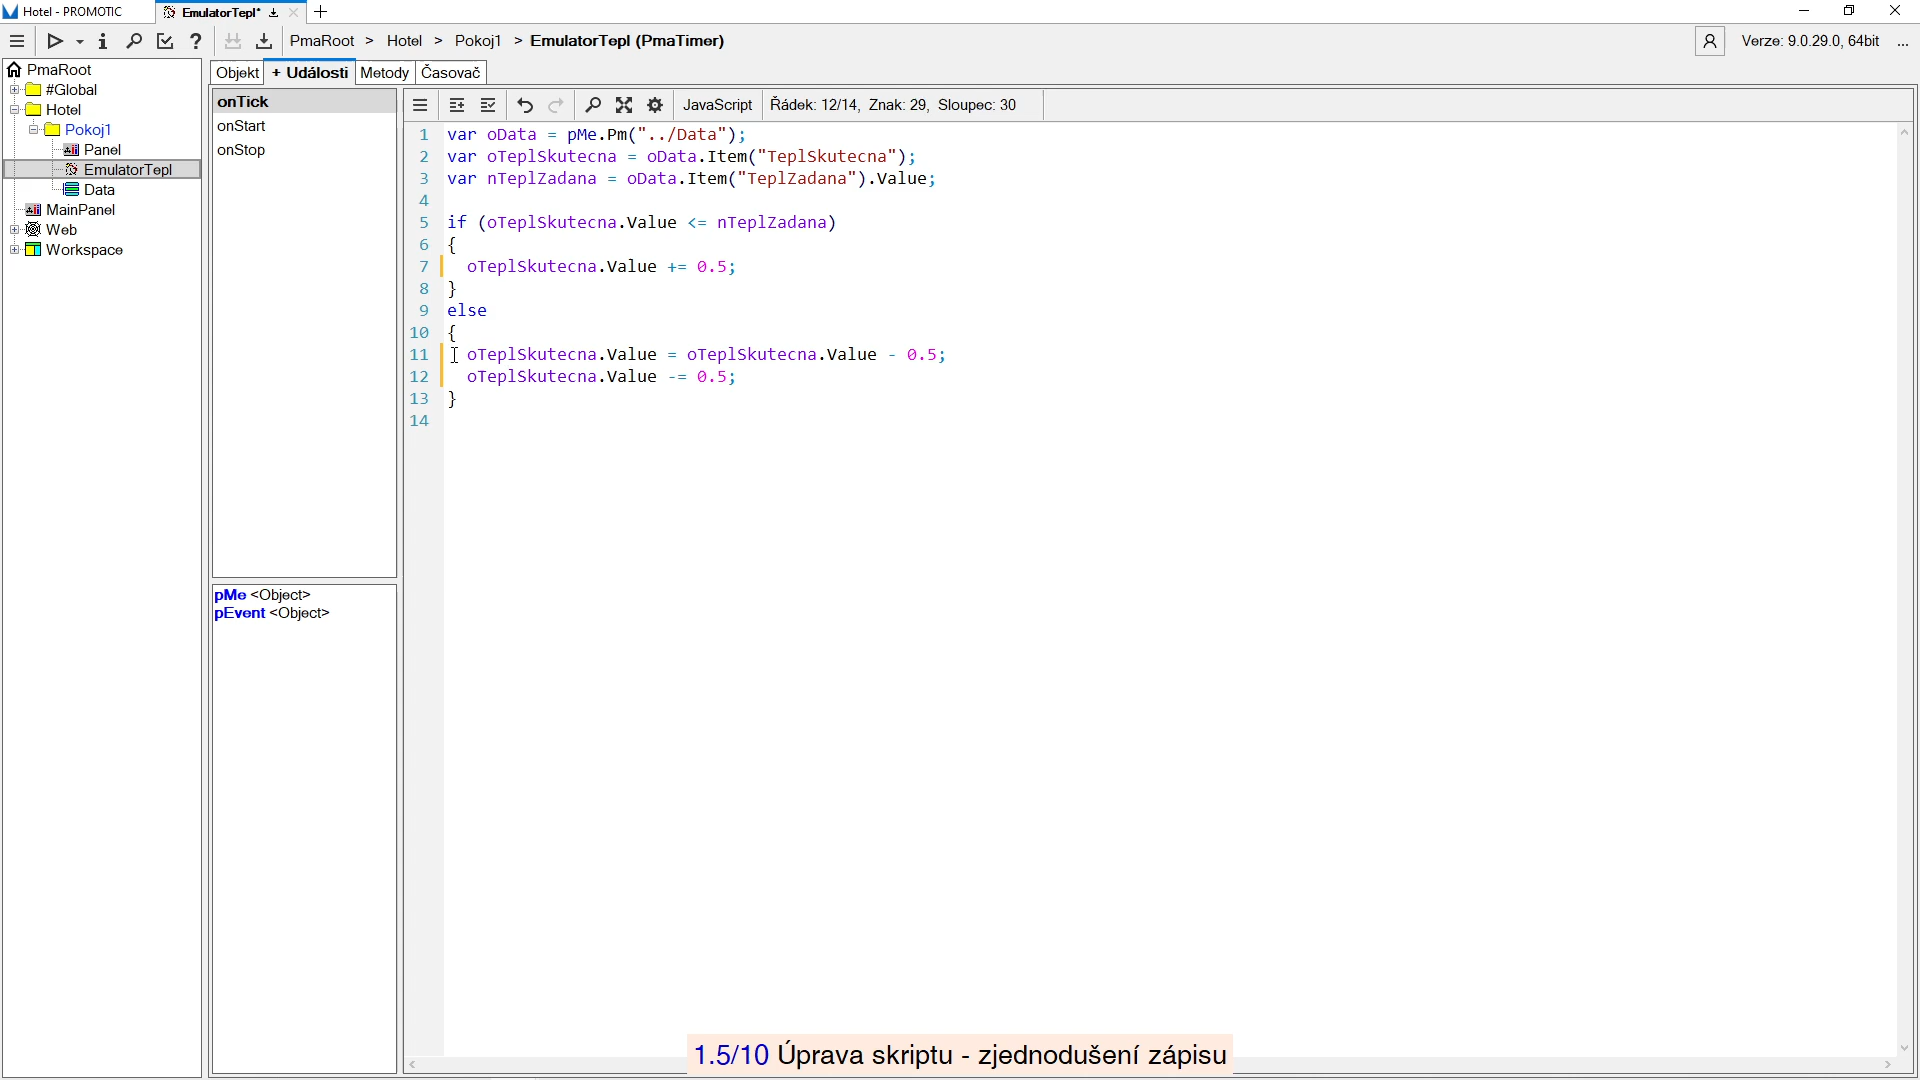 Hotel - PROMOTIC
EmulatorTepl*
PmaRoot > Hotel > Pokoj1 > EmulatorTepl (PmaTimer)
Verze: 9.0.29.0, 64bit ...
PmaRoot
#Global
Hotel
Pokoj1
Panel
EmulatorTepl
Data
MainPanel
Web
Workspace
Objekt
+ Události
Metody
Časovač
onTick
onStart
onStop
pMe <Object>
pEvent <Object>
JavaScript
Řádek: 12/14, Znak: 29, Sloupec: 30
1 var oData = pMe.Pm("../Data");
2 var oTeplSkutecna = oData.Item("TeplSkutecna");
3 var nTeplZadana = oData.Item("TeplZadana").Value;
4
5 if (oTeplSkutecna.Value <= nTeplZadana)
6 {
7 oTeplSkutecna.Value += 0.5;
8 }
9 else
10 {
11 oTeplSkutecna.Value = oTeplSkutecna.Value - 0.5;
12 oTeplSkutecna.Value -= 0.5;
13 }
14
1.5/10 Úprava skriptu - zjednodušení zápisu